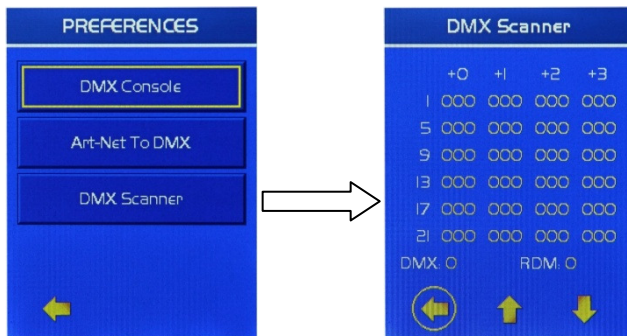 PREFERENCES
DMX Console
Art-Net To DMX
DMX Scanner
DMX Scanner
+0 +1 +2 +3
1 000 000 000 000
5 000 000 000 000
9 000 000 000 000
13 000 000 000 000
17 000 000 000 000
21 000 000 000 000
DMX: 0 RDM: 0